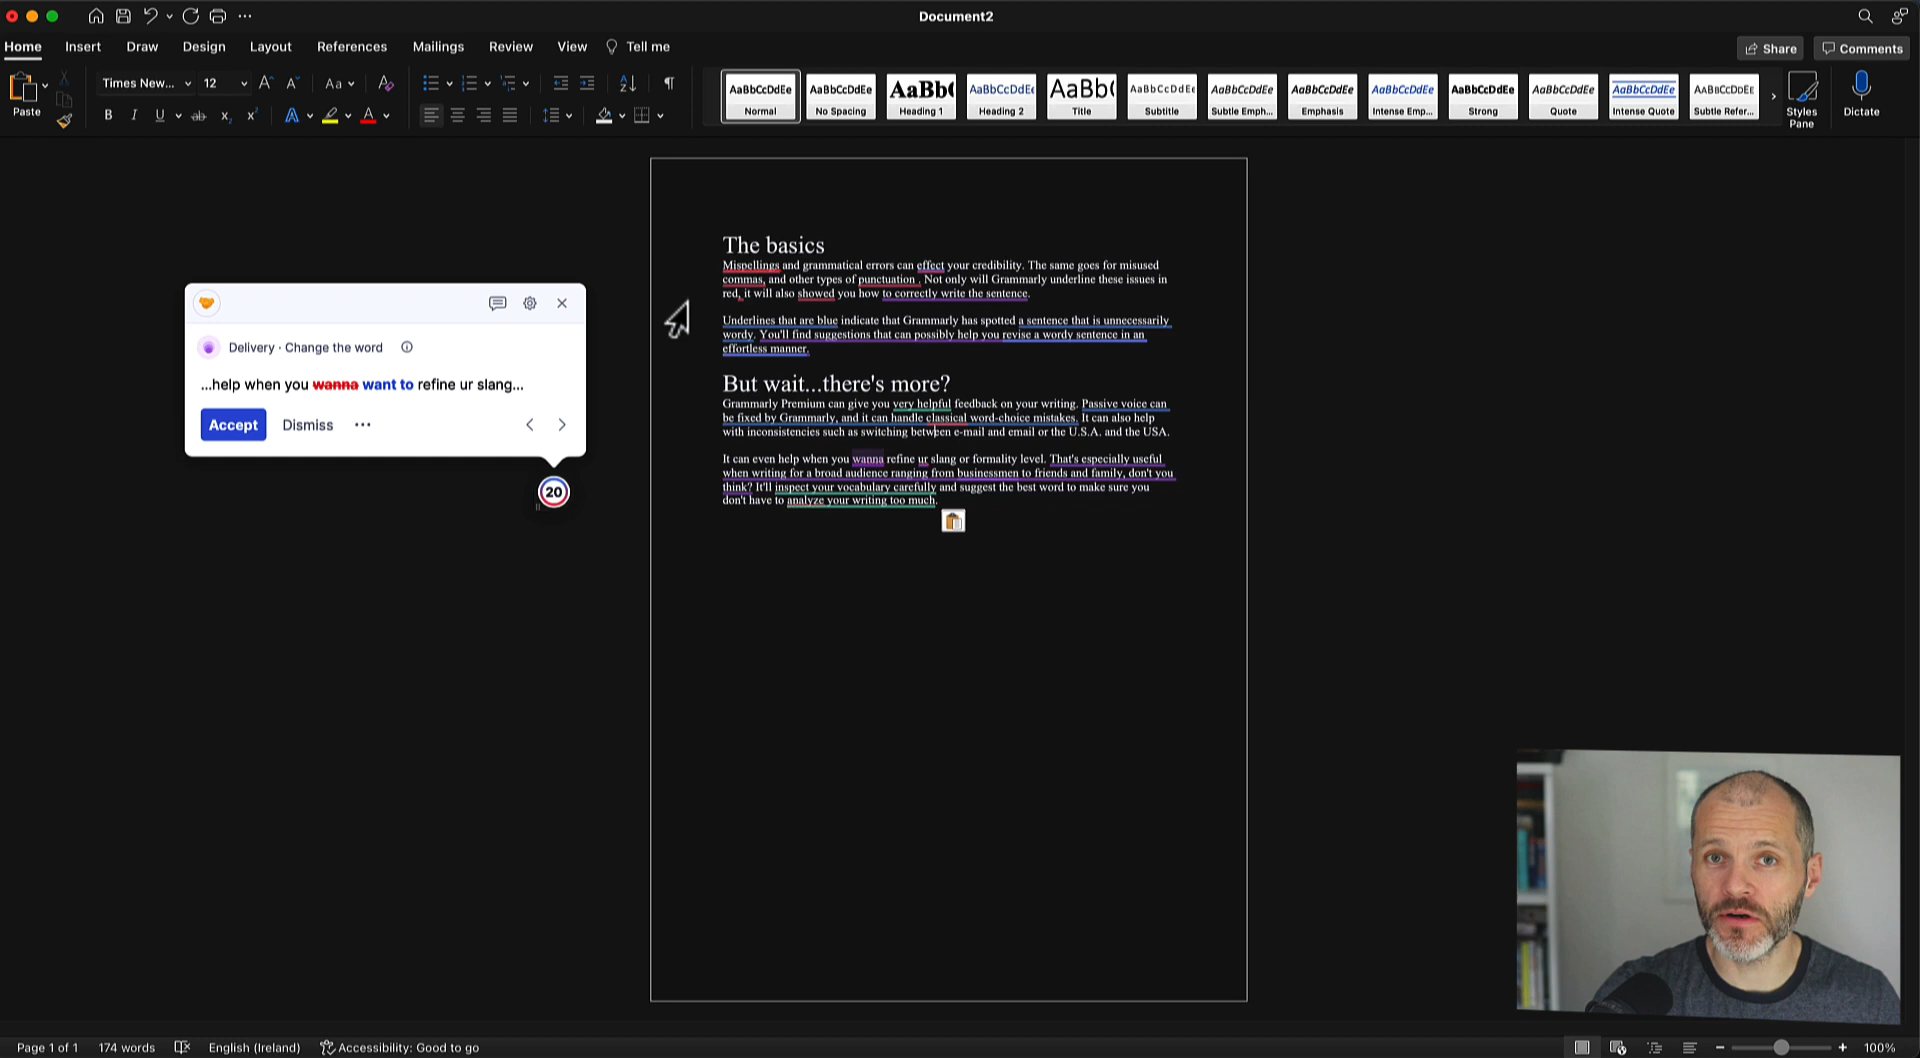 Document2
Home Insert Draw Design Layout References Mailings Review View Tell me
Share Comments
Paste
Times New... 12
AaBbCcDdEe Normal
AaBbCcDdEe No Spacing
AaBb( Heading 1
AaBbCcDdEe Heading 2
AaBb( Title
AaBbCcDdEe Subtitle
AaBbCcDdEe Subtle Emph...
AaBbCcDdEe Emphasis
AaBbCcDdEe Intense Emp...
AaBbCcDdEe Strong
AaBbCcDdEe Quote
AaBbCcDdEe Intense Quote
AaBbCcDdEe Subtle Refer...
Styles Pane
Dictate
The basics
Mispellings and grammatical errors can effect your credibility. The same goes for misused
commas, and other types of punctuation . Not only will Grammarly underline these issues in
red, it will also showed you how to correctly write the sentence.
Underlines that are blue indicate that Grammarly has spotted a sentence that is unnecessarily
wordy. You'll find suggestions that can possibly help you revise a wordy sentence in an
effortless manner.
But wait...there's more?
Grammarly Premium can give you very helpful feedback on your writing. Passive voice can
be fixed by Grammarly, and it can handle classical word-choice mistakes. It can also help
with inconsistencies such as switching between e-mail and email or the U.S.A. and the USA.
It can even help when you wanna refine ur slang or formality level. That's especially useful
when writing for a broad audience ranging from businessmen to friends and family, don't you
think? It'll inspect your vocabulary carefully and suggest the best word to make sure you
don't have to analyze your writing too much.
Delivery · Change the word
...help when you wanna want to refine ur slang...
Accept Dismiss
20
Page 1 of 1 174 words English (Ireland) Accessibility: Good to go
100%